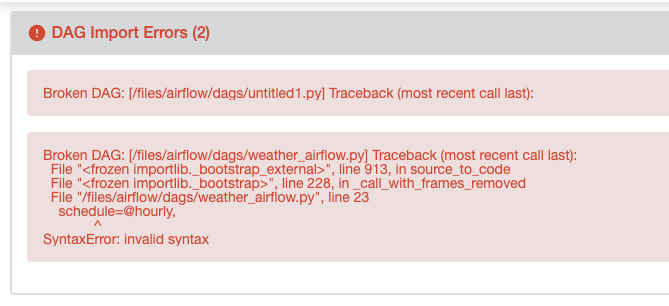 DAG Import Errors (2)
Broken DAG: [/files/airflow/dags/untitled1.py] Traceback (most recent call last):
Broken DAG: [/files/airflow/dags/weather_airflow.py] Traceback (most recent call last):
File "<frozen importlib._bootstrap_external>", line 913, in source_to_code
File "<frozen importlib._bootstrap>", line 228, in _call_with_frames_removed
File "/files/airflow/dags/weather_airflow.py", line 23
schedule=@hourly,
^
SyntaxError: invalid syntax